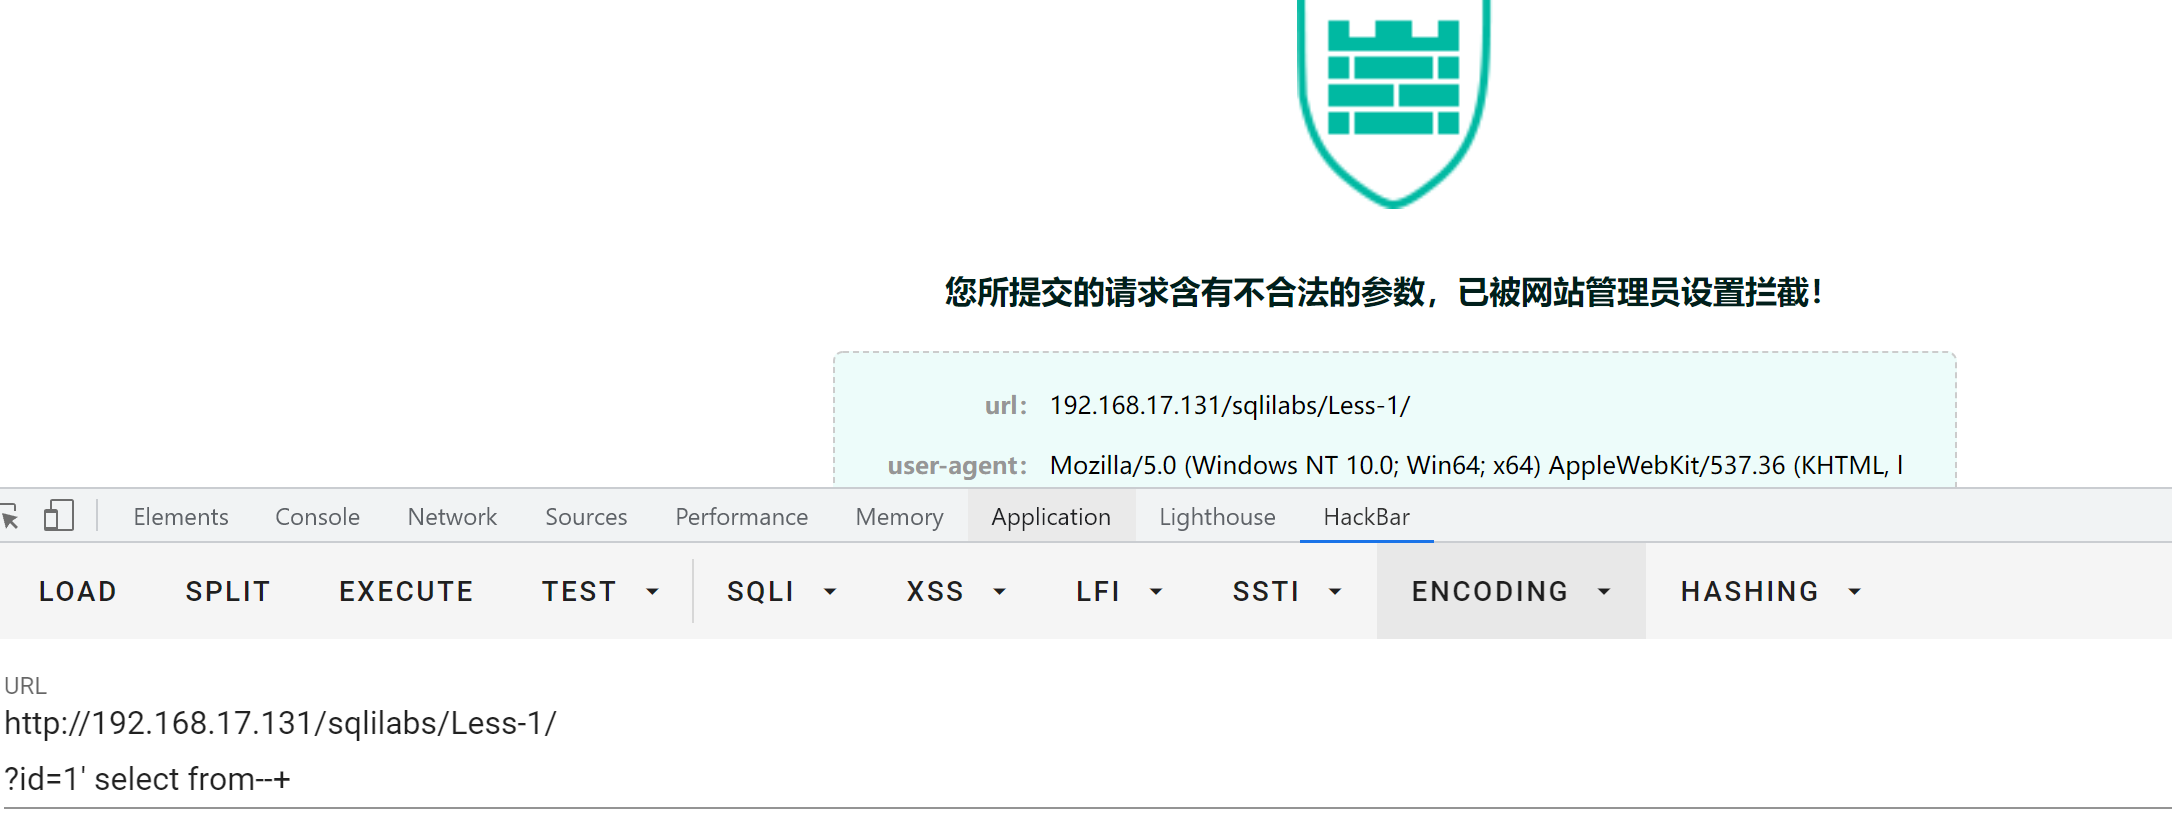 您所提交的请求含有不合法的参数，已被网站管理员设置拦截！
url： 192.168.17.131/sqlilabs/Less-1/
user-agent： Mozilla/5.0 (Windows NT 10.0; Win64; x64) AppleWebKit/537.36 (KHTML, l
Elements Console Network Sources Performance Memory Application Lighthouse HackBar
LOAD SPLIT EXECUTE TEST SQLI XSS LFI SSTI ENCODING HASHING
URL
http://192.168.17.131/sqlilabs/Less-1/
?id=1' select from--+